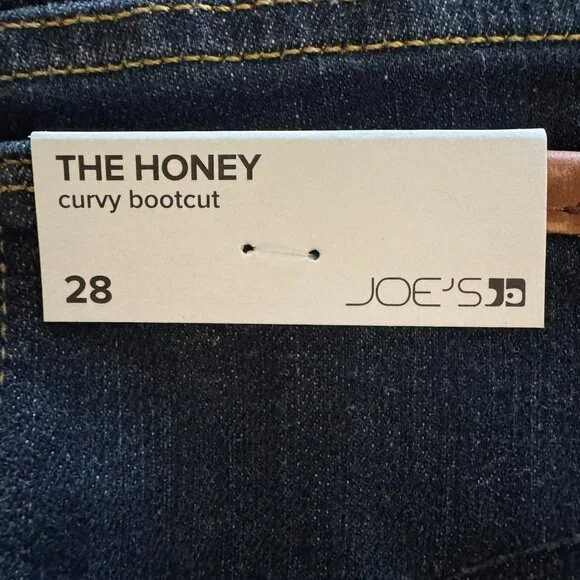 THE HONEY
curvy bootcut
28
JOE'S